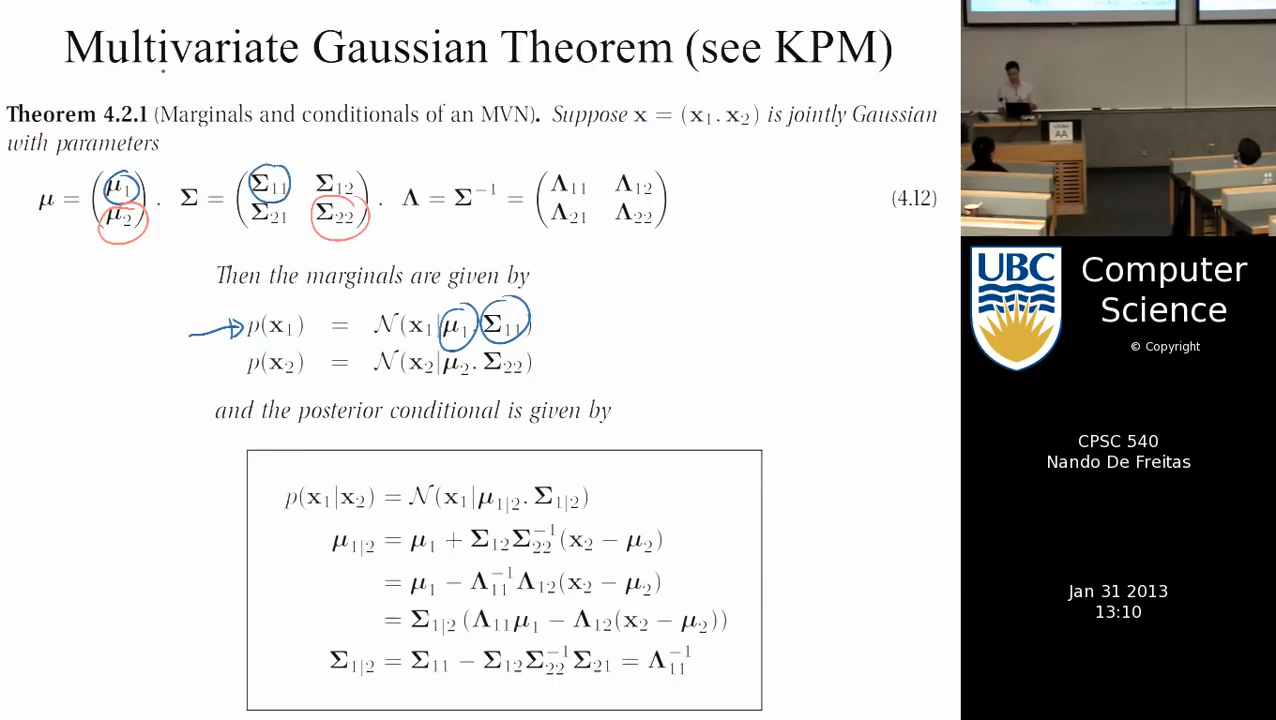 Multivariate Gaussian Theorem (see KPM)
Theorem 4.2.1 (Marginals and conditionals of an MVN). Suppose x = (x₁. x₂) is jointly Gaussian
with parameters
μ = (μ₁ μ₂) . Σ = (Σ₁₁ Σ₁₂ Σ₂₁ Σ₂₂) . Λ = Σ⁻¹ = (Λ₁₁ Λ₁₂ Λ₂₁ Λ₂₂) (4.12)
Then the marginals are given by
p(x₁) = N(x₁|μ₁ Σ₁₁)
p(x₂) = N(x₂|μ₂. Σ₂₂)
and the posterior conditional is given by
p(x₁|x₂) = N(x₁|μ₁|₂. Σ₁|₂)
μ₁|₂ = μ₁ + Σ₁₂Σ₂₂⁻¹(x₂ − μ₂)
= μ₁ − Λ₁₁⁻¹Λ₁₂(x₂ − μ₂)
= Σ₁|₂ (Λ₁₁μ₁ − Λ₁₂(x₂ − μ₂))
Σ₁|₂ = Σ₁₁ − Σ₁₂Σ₂₂⁻¹Σ₂₁ = Λ₁₁⁻¹
AA
UBC
Computer
Science
© Copyright
CPSC 540
Nando De Freitas
Jan 31 2013
13:10